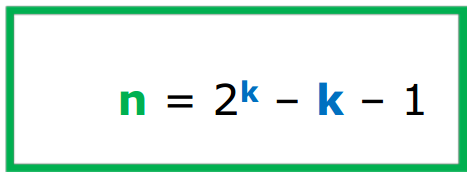 n = 2ᵏ – k – 1